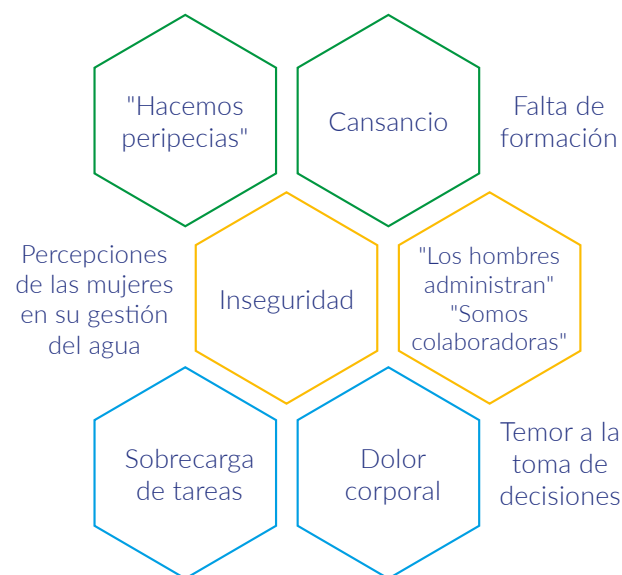 "Hacemos
peripecias"
Cansancio
Falta de
formación
Percepciones
de las mujeres
en su gestión
del agua
Inseguridad
"Los hombres
administran"
"Somos
colaboradoras"
Sobrecarga
de tareas
Dolor
corporal
Temor a la
toma de
decisiones